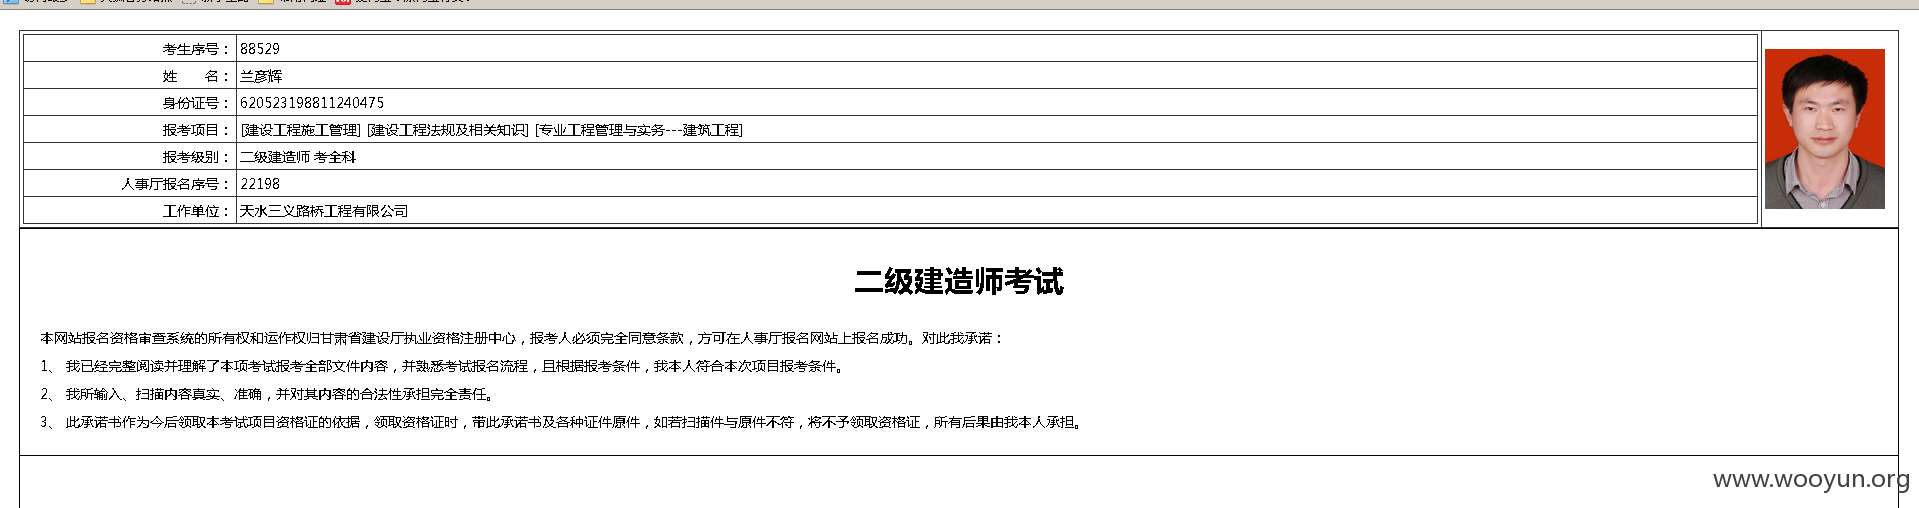 考生序号： 88529
姓　　名： 兰彦辉
身份证号： 620523198811240475
报考项目： [建设工程施工管理] [建设工程法规及相关知识] [专业工程管理与实务---建筑工程]
报考级别： 二级建造师 考全科
人事厅报名序号： 22198
工作单位： 天水三义路桥工程有限公司
二级建造师考试
本网站报名资格审查系统的所有权和运作权归甘肃省建设厅执业资格注册中心，报考人必须完全同意条款，方可在人事厅报名网站上报名成功。对此我承诺：
1、 我已经完整阅读并理解了本项考试报考全部文件内容，并熟悉考试报名流程，且根据报考条件，我本人符合本次项目报考条件。
2、 我所输入、扫描内容真实、准确，并对其内容的合法性承担完全责任。
3、 此承诺书作为今后领取本考试项目资格证的依据，领取资格证时，带此承诺书及各种证件原件，如若扫描件与原件不符，将不予领取资格证，所有后果由我本人承担。
www.wooyun.org